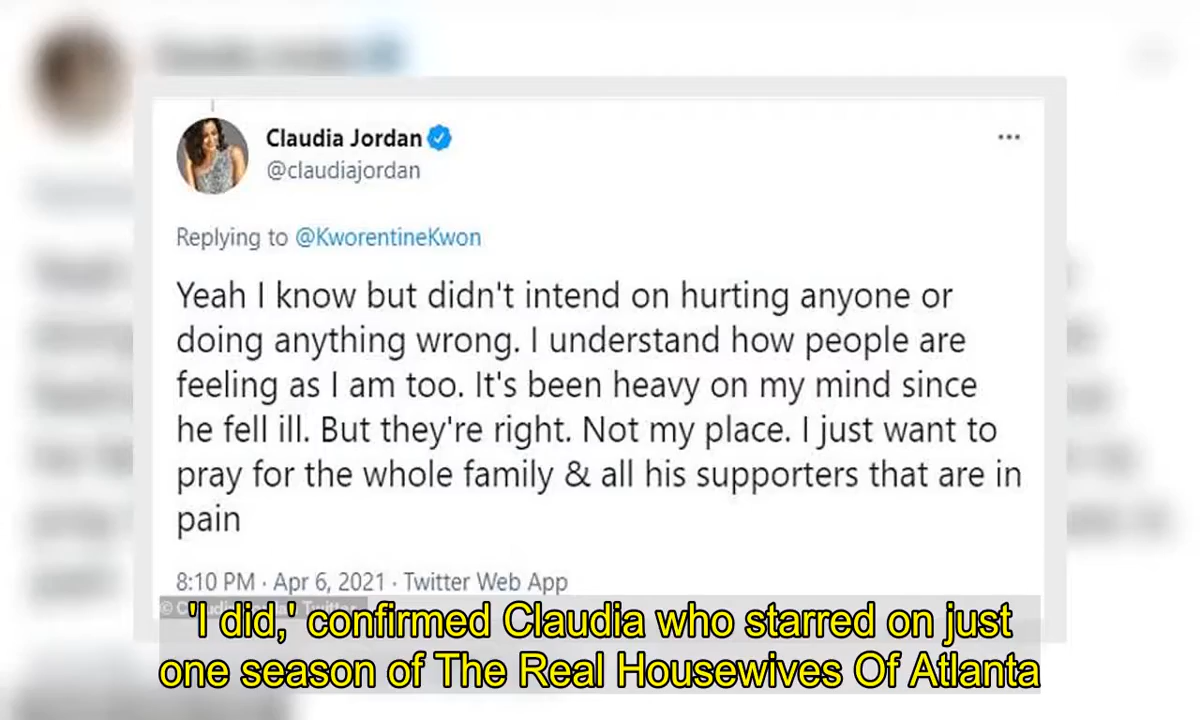 Claudia Jordan
@claudiajordan
Replying to @KworentineKwon
Yeah I know but didn't intend on hurting anyone or
doing anything wrong. I understand how people are
feeling as I am too. It's been heavy on my mind since
he fell ill. But they're right. Not my place. I just want to
pray for the whole family & all his supporters that are in
pain
8:10 PM · Apr 6, 2021 · Twitter Web App
'I did,' confirmed Claudia who starred on just
one season of The Real Housewives Of Atlanta